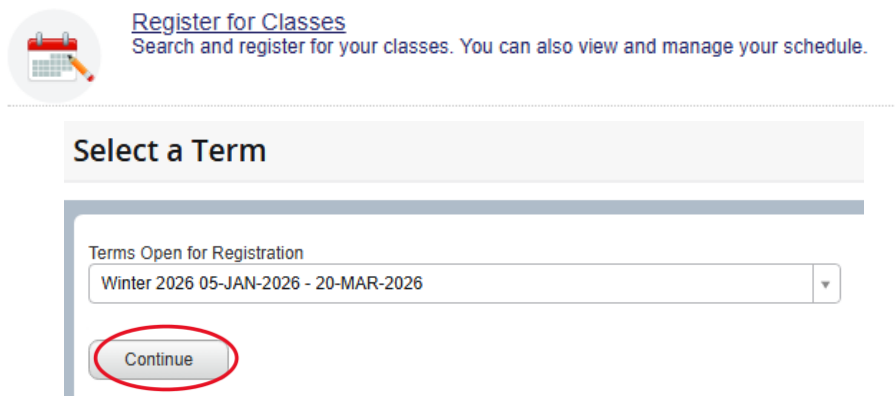 Register for Classes
Search and register for your classes. You can also view and manage your schedule.
Select a Term
Terms Open for Registration
Winter 2026 05-JAN-2026 - 20-MAR-2026
Continue